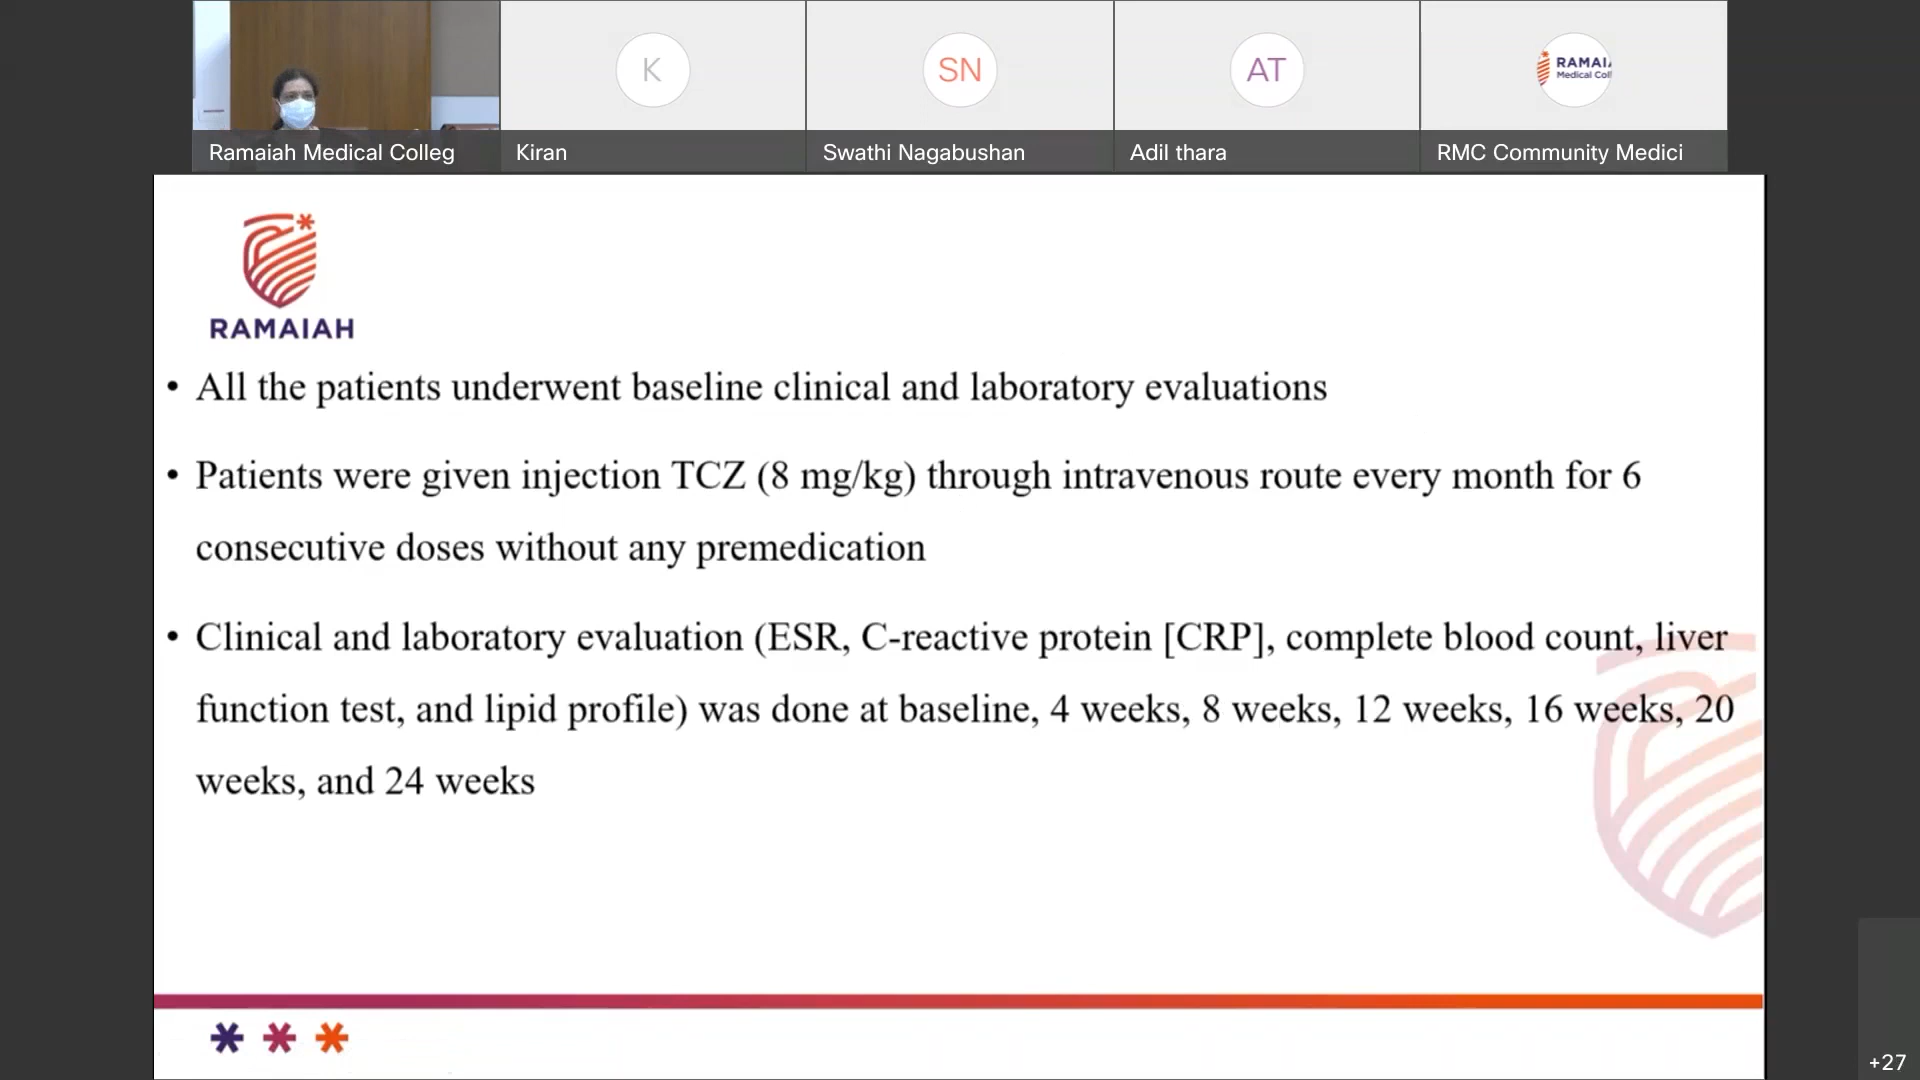 K
SN
AT
RAMAI
Medical Col
Ramaiah Medical Colleg
Kiran
Swathi Nagabushan
Adil thara
RMC Community Medici
RAMAIAH
• All the patients underwent baseline clinical and laboratory evaluations
• Patients were given injection TCZ (8 mg/kg) through intravenous route every month for 6
consecutive doses without any premedication
• Clinical and laboratory evaluation (ESR, C-reactive protein [CRP], complete blood count, liver
function test, and lipid profile) was done at baseline, 4 weeks, 8 weeks, 12 weeks, 16 weeks, 20
weeks, and 24 weeks
+27